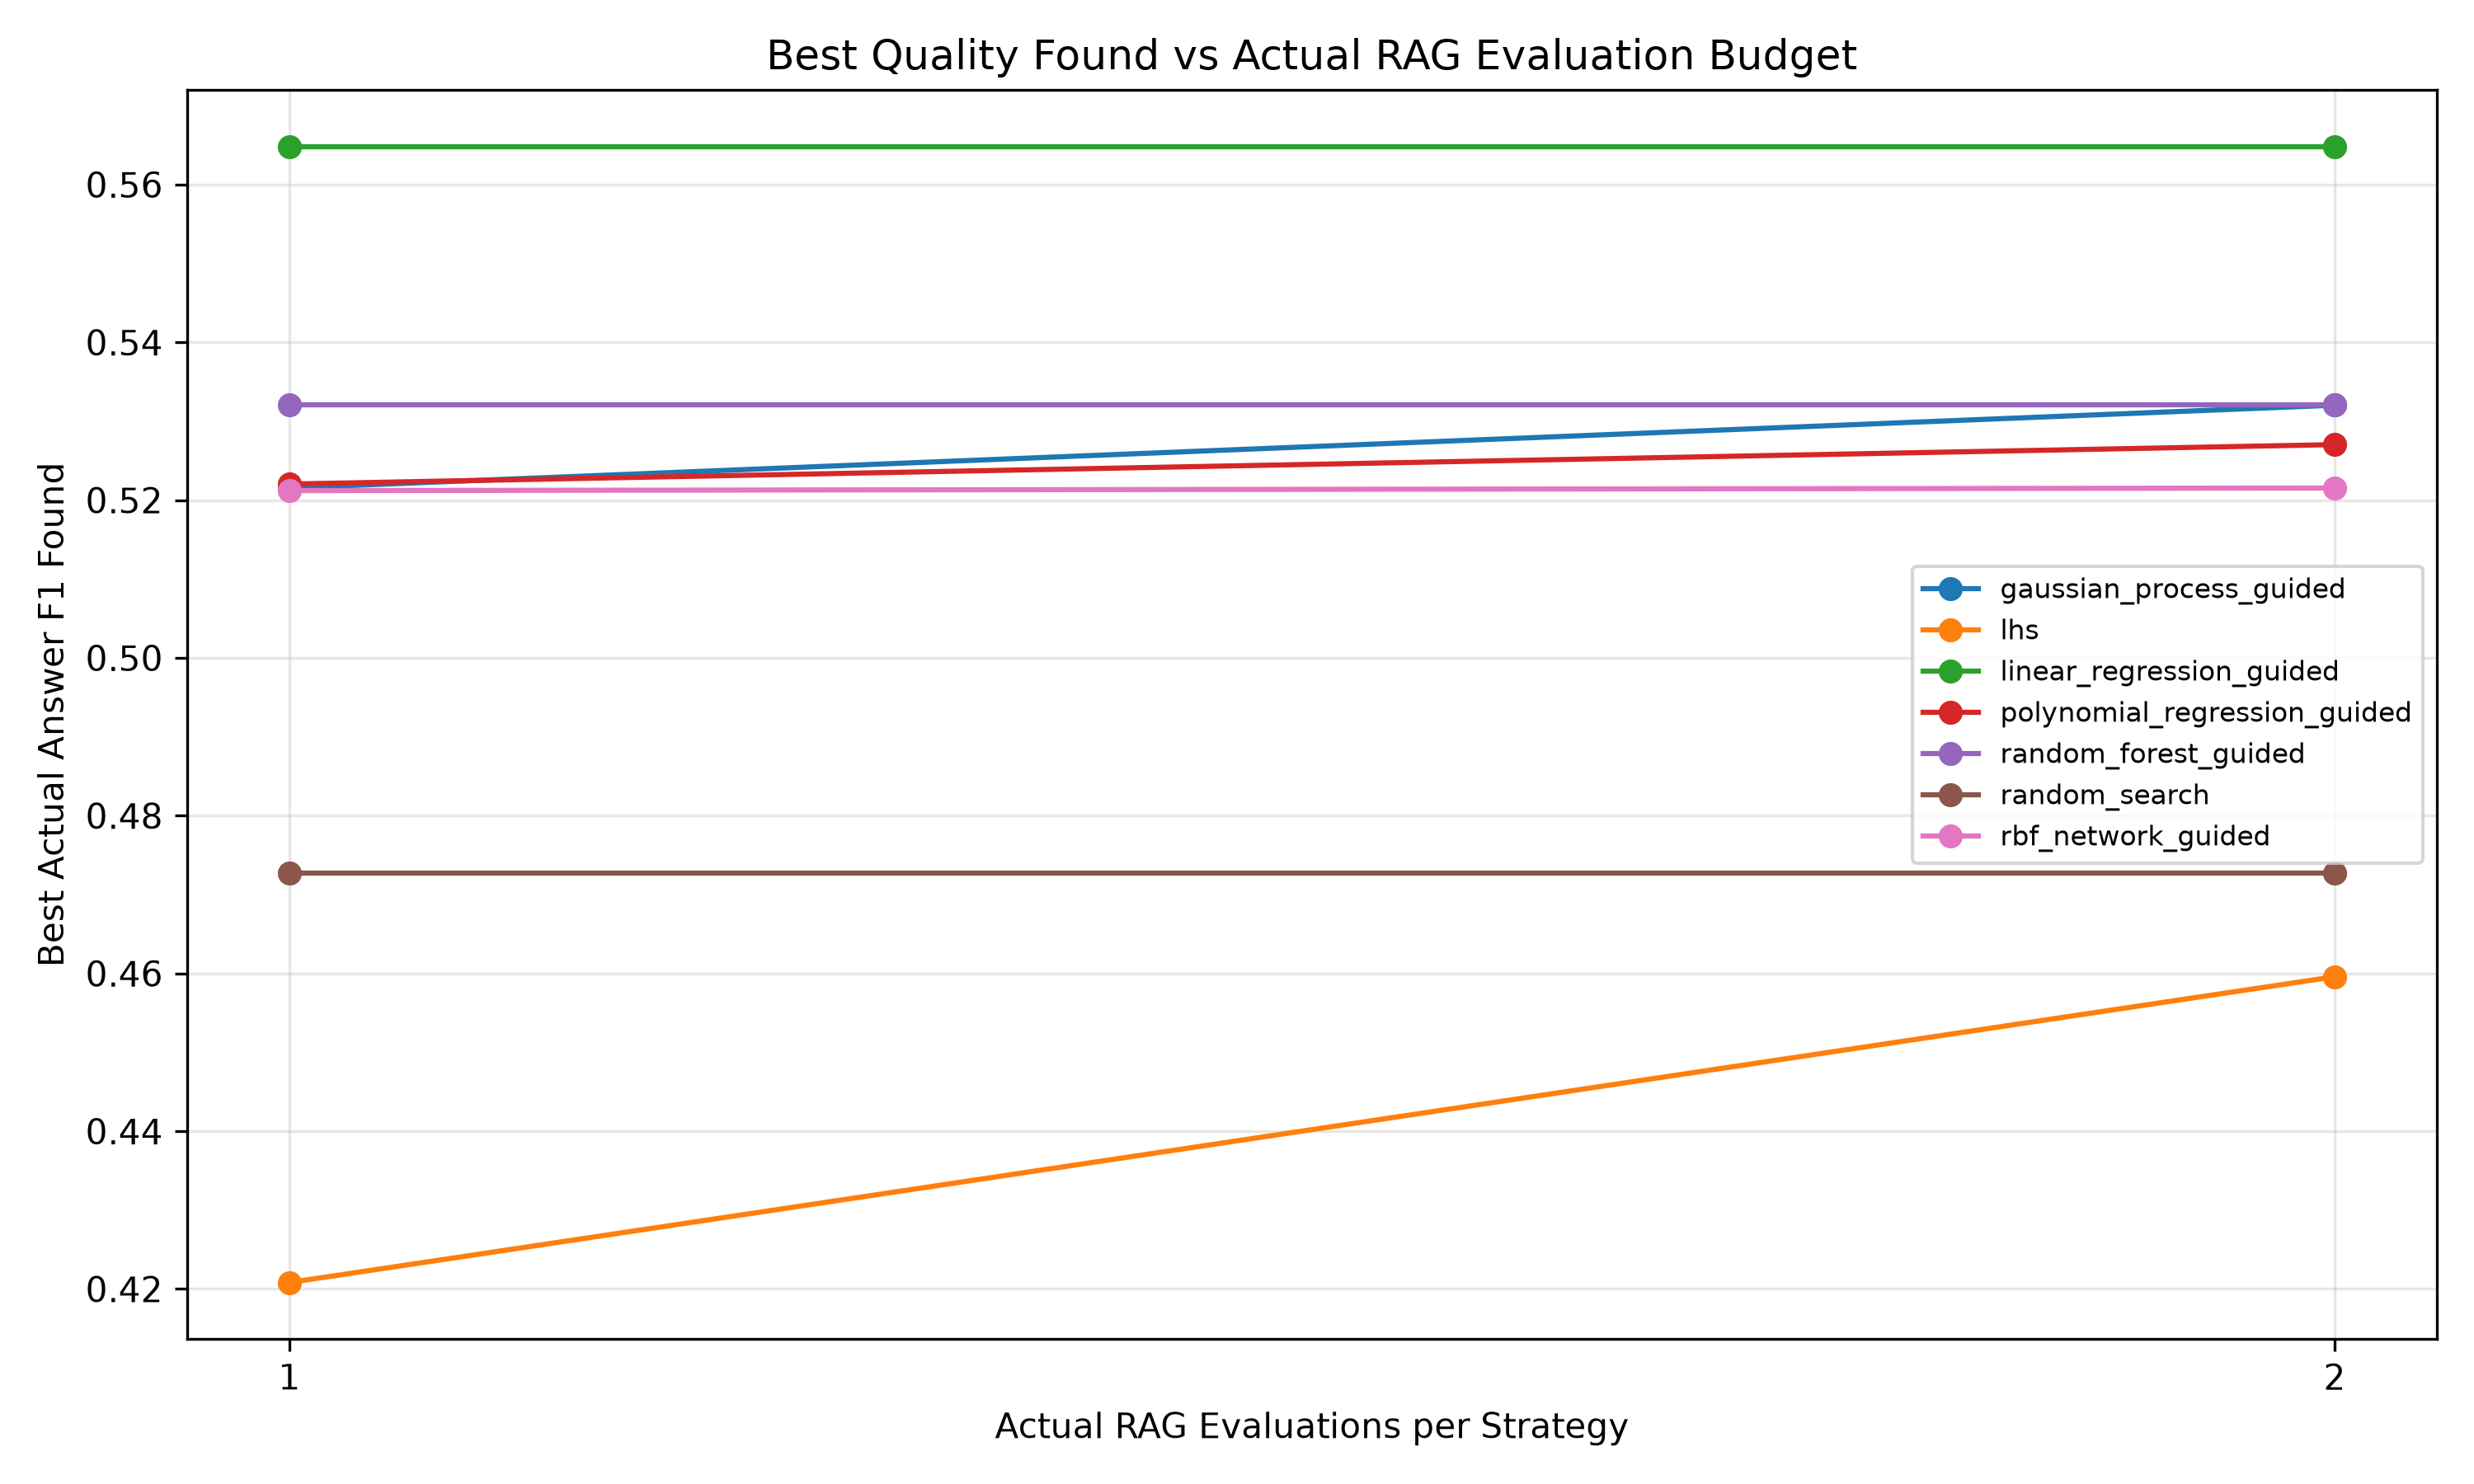 Best Quality Found vs Actual RAG Evaluation Budget
Best Actual Answer F1 Found
0.56
0.54
0.52
0.50
0.48
0.46
0.44
0.42
gaussian_process_guided
lhs
linear_regression_guided
polynomial_regression_guided
random_forest_guided
random_search
rbf_network_guided
1
2
Actual RAG Evaluations per Strategy